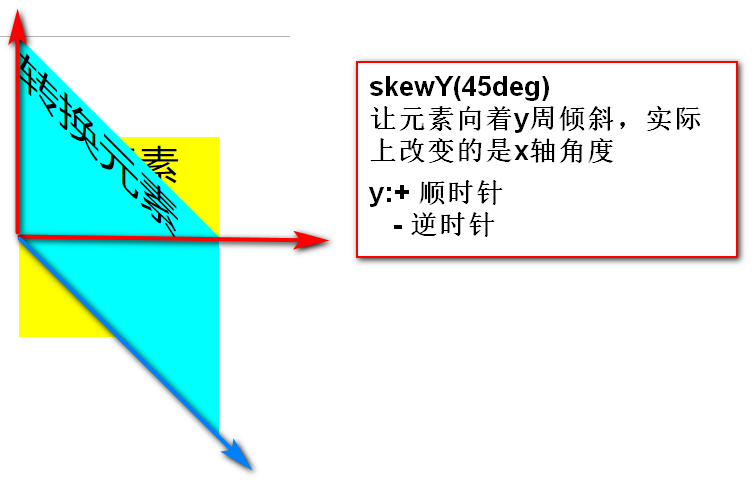 转换元素
素
skewY(45deg)
让元素向着y周倾斜，实际
上改变的是x轴角度
y:+ 顺时针
- 逆时针